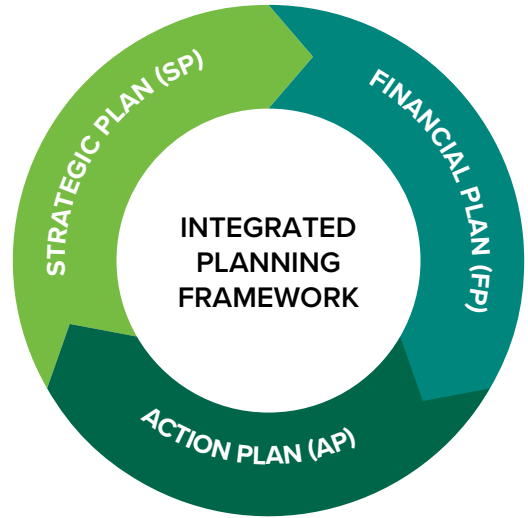 STRATEGIC PLAN (SP)
FINANCIAL PLAN (FP)
INTEGRATED
PLANNING
FRAMEWORK
ACTION PLAN (AP)